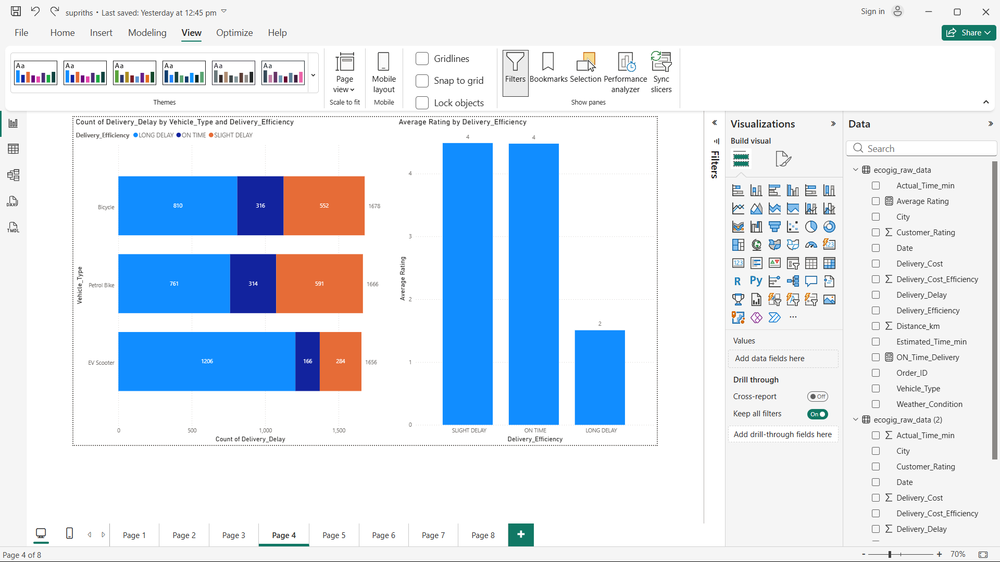 supriths • Last saved: Yesterday at 12:45 pm
Sign in
File Home Insert Modeling View Optimize Help
Share
Aa Aa Aa Aa Aa Aa
Themes
Page view
Scale to fit
Mobile layout
Mobile
Gridlines
Snap to grid
Lock objects
Filters
Bookmarks
Selection
Performance analyzer
Sync slicers
Show panes
DAX
TMDL
Count of Delivery_Delay by Vehicle_Type and Delivery_Efficiency
Delivery_Efficiency LONG DELAY ON TIME SLIGHT DELAY
Vehicle_Type
Bicycle 810 316 552 1678
Petrol Bike 761 314 591 1666
EV Scooter 1206 166 284 1656
0 500 1,000 1,500
Count of Delivery_Delay
Average Rating by Delivery_Efficiency
Average Rating
4
3
2
1
0
4 4 2
SLIGHT DELAY ON TIME LONG DELAY
Delivery_Efficiency
Filters
Visualizations
Build visual
123
123
R Py
Values
Add data fields here
Drill through
Cross-report Off
Keep all filters On
Add drill-through fields here
Data
Search
ecogig_raw_data
Actual_Time_min
Average Rating
City
Customer_Rating
Date
Delivery_Cost
Delivery_Cost_Efficiency
Delivery_Delay
Delivery_Efficiency
Distance_km
Estimated_Time_min
ON_Time_Delivery
Order_ID
Vehicle_Type
Weather_Condition
ecogig_raw_data (2)
Actual_Time_min
City
Customer_Rating
Date
Delivery_Cost
Delivery_Cost_Efficiency
Delivery_Delay
Page 1 Page 2 Page 3 Page 4 Page 5 Page 6 Page 7 Page 8 +
Page 4 of 8
- + 70%